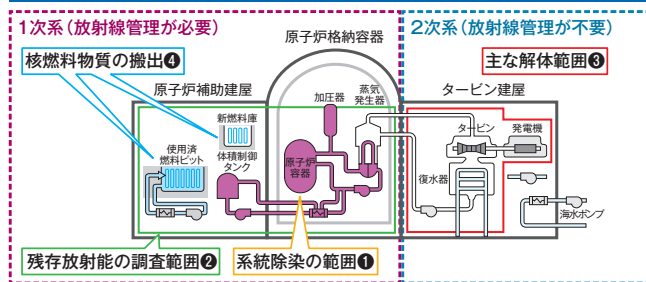 1次系（放射線管理が必要）
2次系（放射線管理が不要）
原子炉格納容器
核燃料物質の搬出❹
主な解体範囲❸
原子炉補助建屋
タービン建屋
加圧器
蒸気
発生器
新燃料庫
タービン
発電機
使用済
燃料ピット
体積制御
タンク
原子炉
容器
復水器
海水ポンプ
残存放射能の調査範囲❷
系統除染の範囲❶